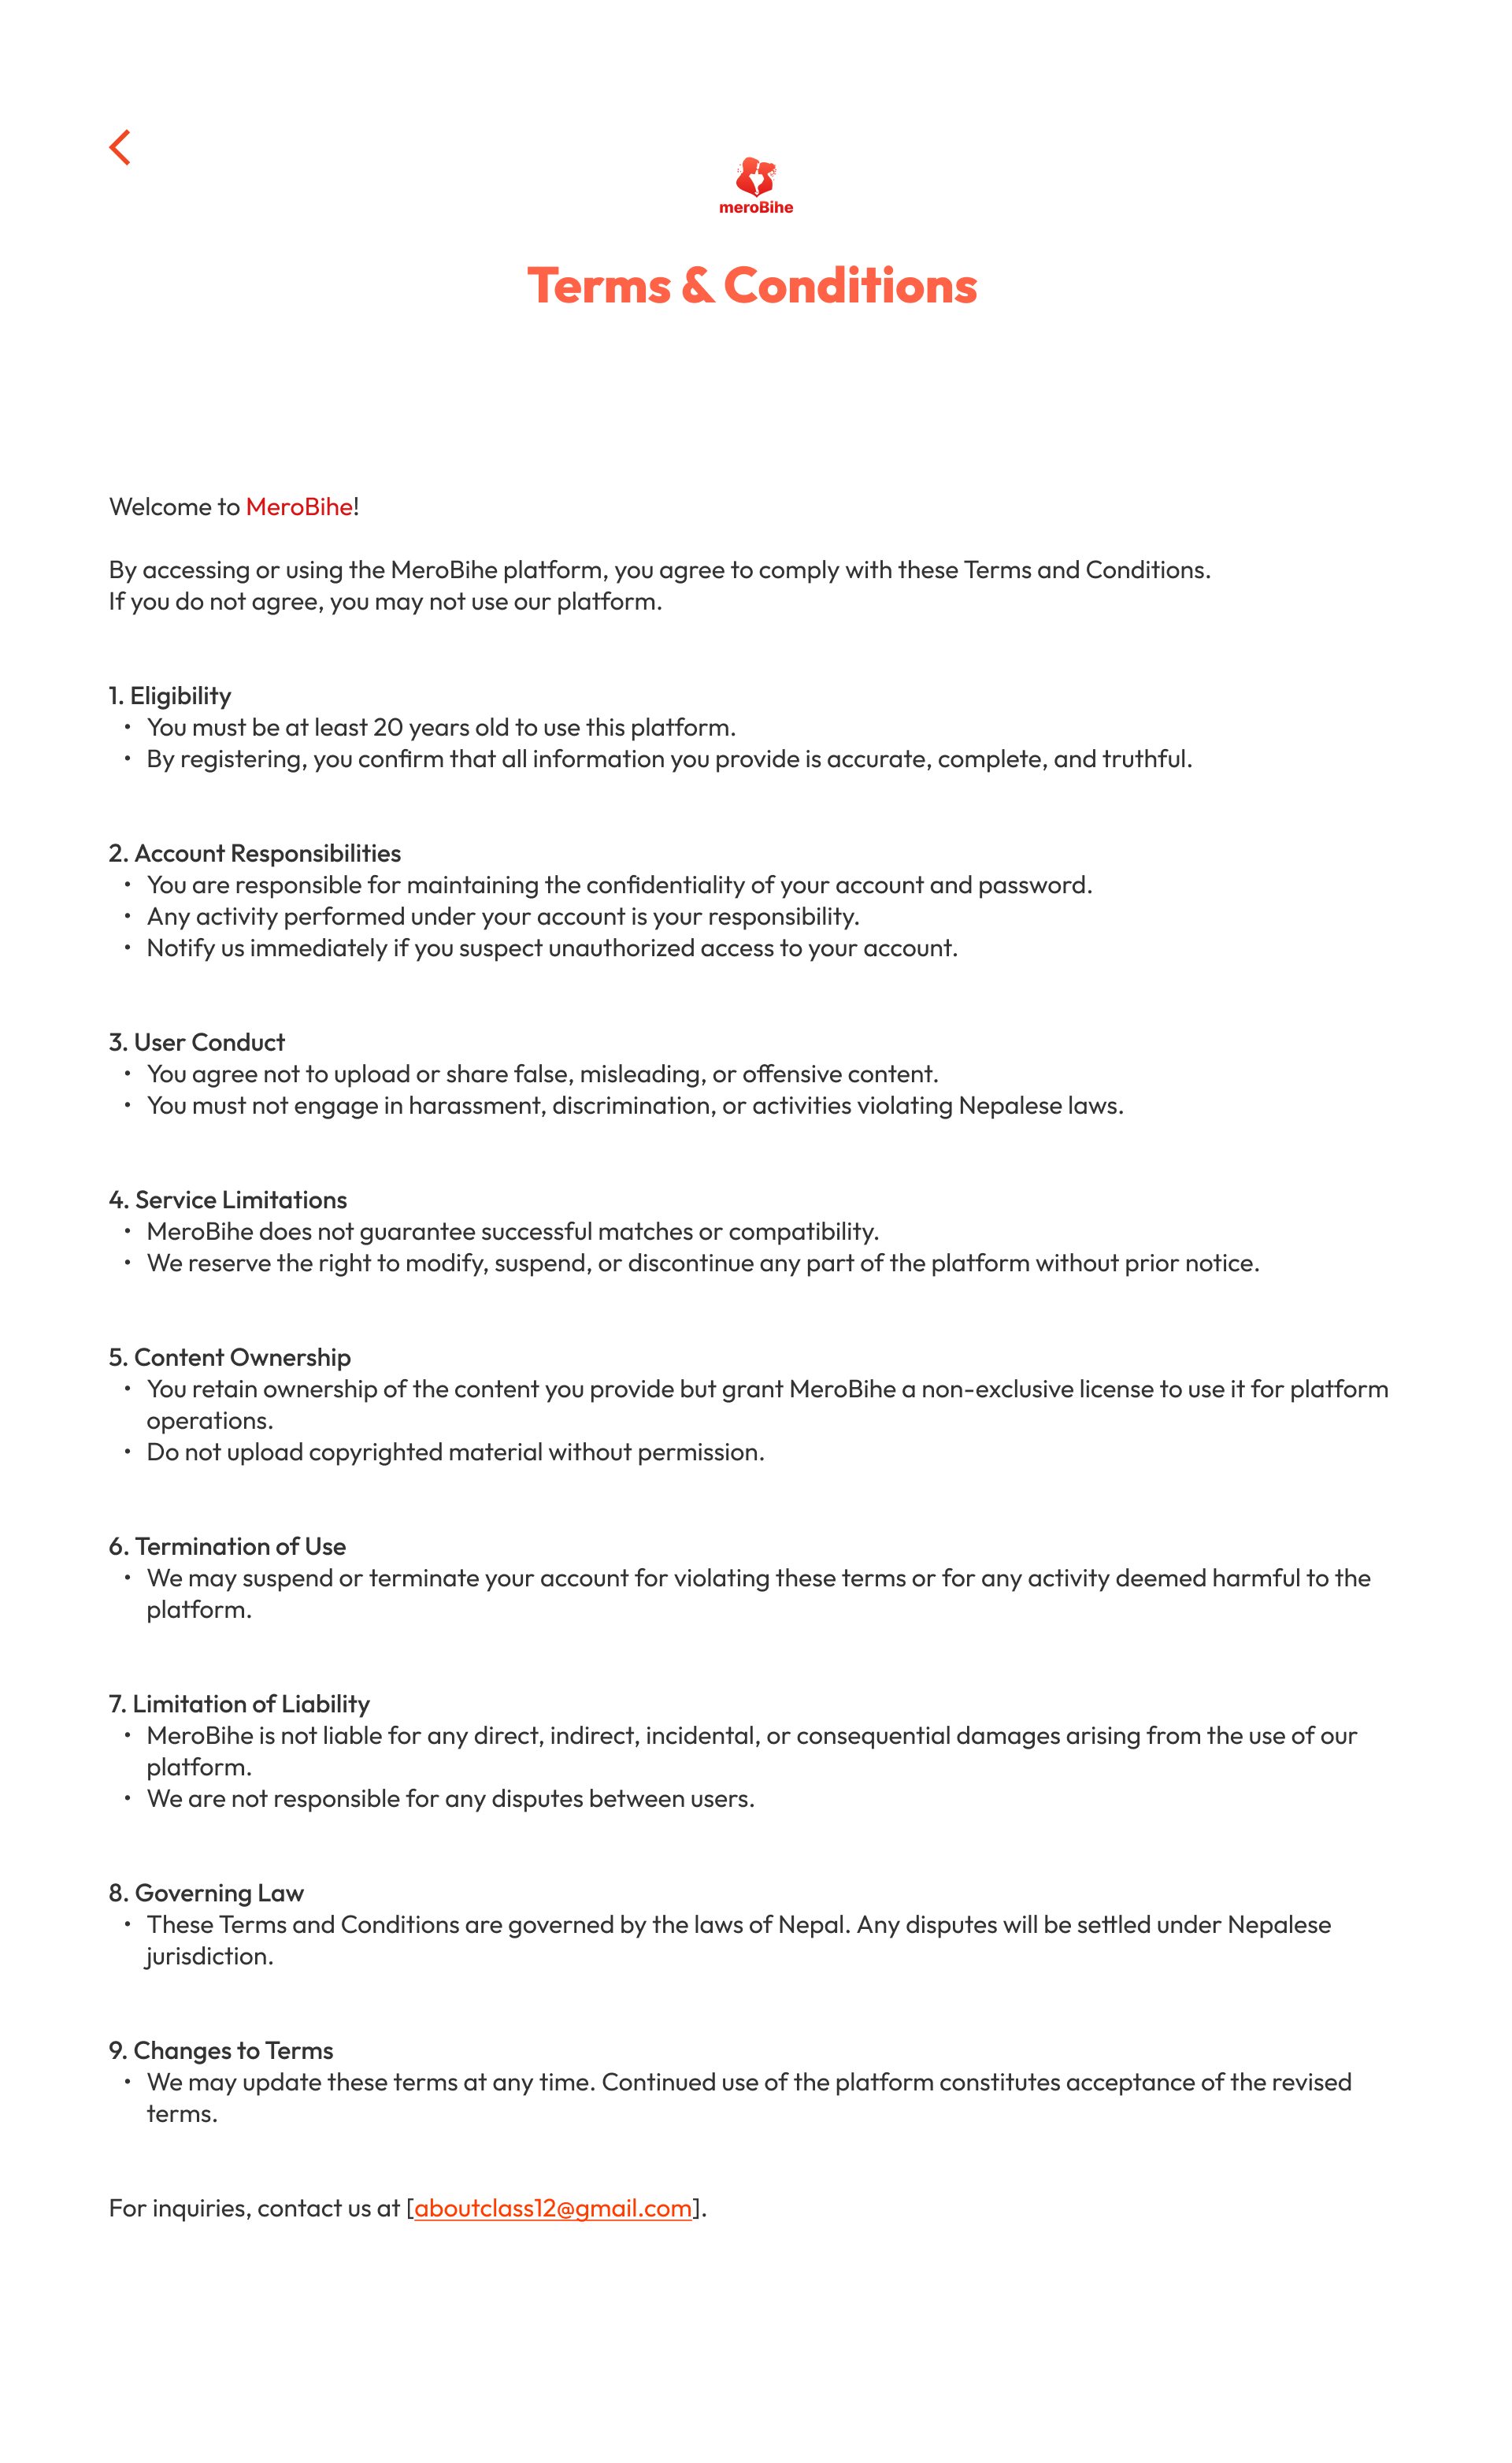 meroBihe
Terms & Conditions
Welcome to MeroBihe!
By accessing or using the MeroBihe platform, you agree to comply with these Terms and Conditions.
If you do not agree, you may not use our platform.
1. Eligibility
• You must be at least 20 years old to use this platform.
• By registering, you confirm that all information you provide is accurate, complete, and truthful.
2. Account Responsibilities
• You are responsible for maintaining the confidentiality of your account and password.
• Any activity performed under your account is your responsibility.
• Notify us immediately if you suspect unauthorized access to your account.
3. User Conduct
• You agree not to upload or share false, misleading, or offensive content.
• You must not engage in harassment, discrimination, or activities violating Nepalese laws.
4. Service Limitations
• MeroBihe does not guarantee successful matches or compatibility.
• We reserve the right to modify, suspend, or discontinue any part of the platform without prior notice.
5. Content Ownership
• You retain ownership of the content you provide but grant MeroBihe a non-exclusive license to use it for platform
operations.
• Do not upload copyrighted material without permission.
6. Termination of Use
• We may suspend or terminate your account for violating these terms or for any activity deemed harmful to the
platform.
7. Limitation of Liability
• MeroBihe is not liable for any direct, indirect, incidental, or consequential damages arising from the use of our
platform.
• We are not responsible for any disputes between users.
8. Governing Law
• These Terms and Conditions are governed by the laws of Nepal. Any disputes will be settled under Nepalese
jurisdiction.
9. Changes to Terms
• We may update these terms at any time. Continued use of the platform constitutes acceptance of the revised
terms.
For inquiries, contact us at [aboutclass12@gmail.com].